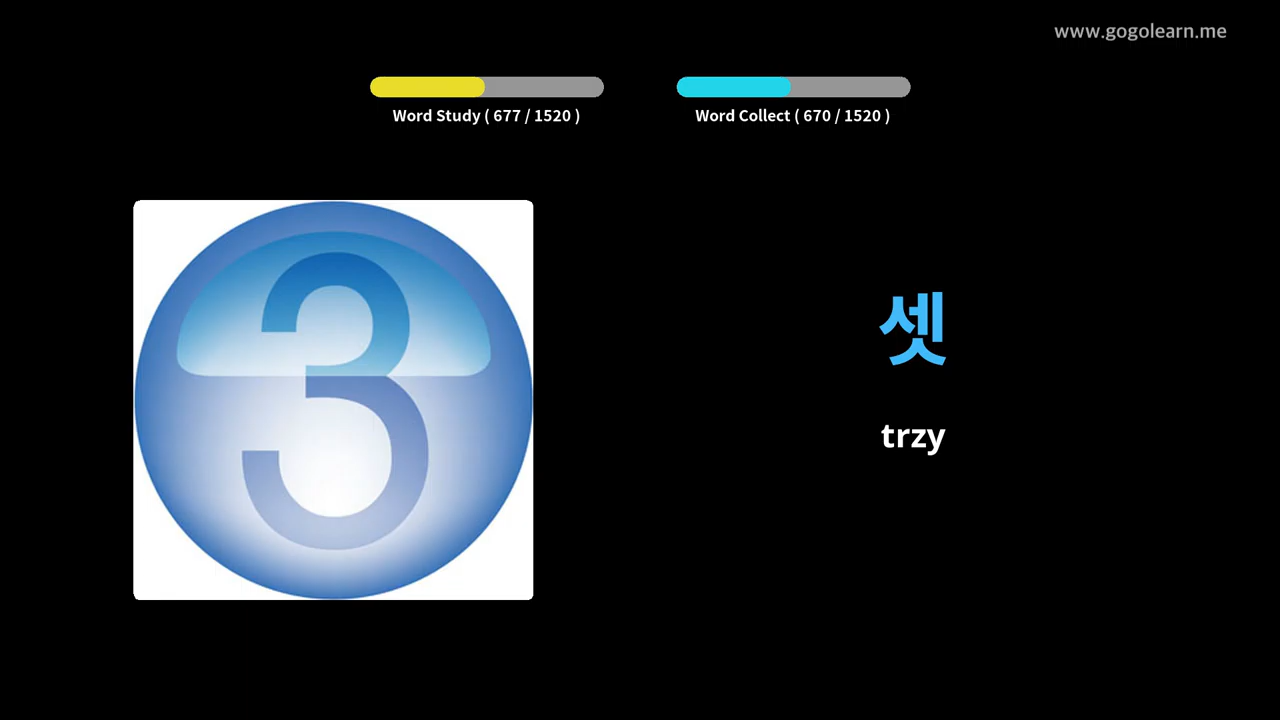 www.gogolearn.me
Word Study ( 677 / 1520 )
Word Collect ( 670 / 1520 )
3
셋
trzy